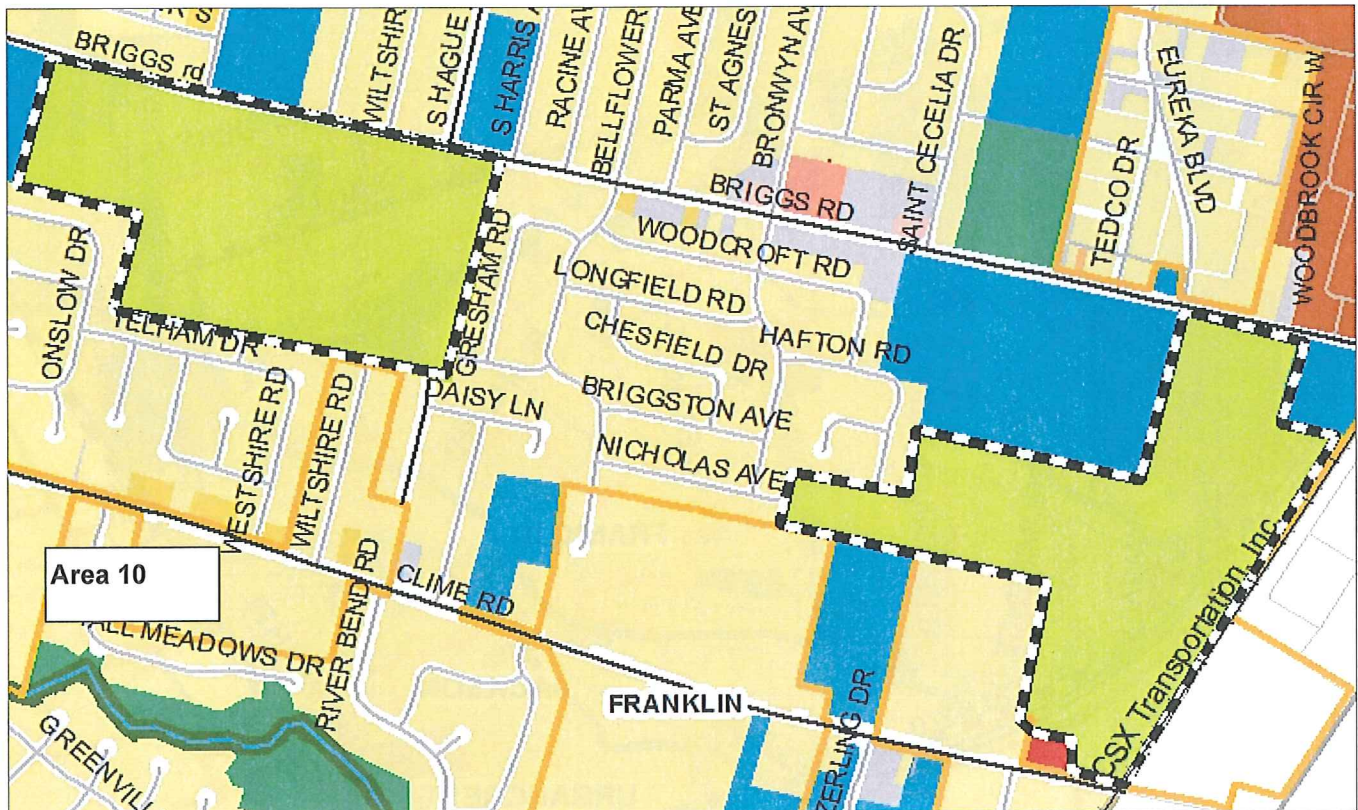 BRIGGS rd
WILTSHIR
S HAGUE
S HARRIS
RACINE AV
BELLFLOWER
PARMA AVE
ST AGNES
BRONWYN AV
SAINT CECELIA DR
TEDCO DR
EUREKA BLVD
WOODBROOK CIR W
BRIGGS RD
WOODCROFT RD
LONGFIELD RD
CHESFIELD DR
HAFTON RD
BRIGGSTON AVE
NICHOLAS AVE
GRESHAM RD
DAISY LN
ONSLOW DR
YELHAM DR
WESTSHIRE RD
WILTSHIRE RD
Area 10
CLIME RD
RIVER BEND RD
ALL MEADOWS DR
GREENVIL
FRANKLIN
ZERLING DR
CSX Transportation Inc